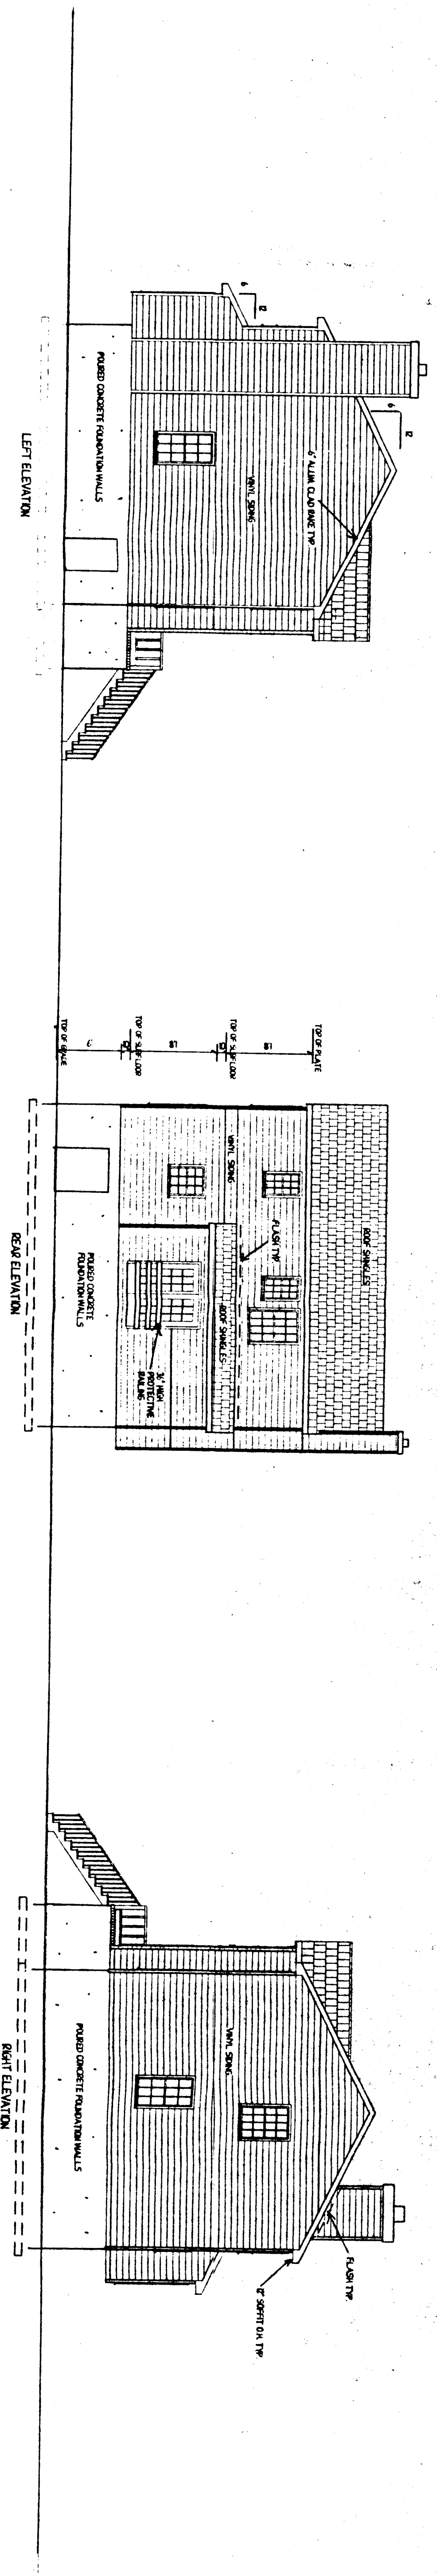 6
12
6
12
6" ALUM. CLAD RAKE TYP.
VINYL SIDING
POURED CONCRETE FOUNDATION WALLS
LEFT ELEVATION
TOP OF PLATE
TOP OF SUBFLOOR
TOP OF SUBFLOOR
TOP OF GRADE
ROOF SHINGLES
VINYL SIDING
FLASH TYP.
ROOF SHINGLES
36" HIGH
PROTECTIVE
RAILING
POURED CONCRETE
FOUNDATION WALLS
REAR ELEVATION
FLASH TYP.
12" SOFFIT O.H. TYP.
VINYL SIDING
POURED CONCRETE FOUNDATION WALLS
RIGHT ELEVATION